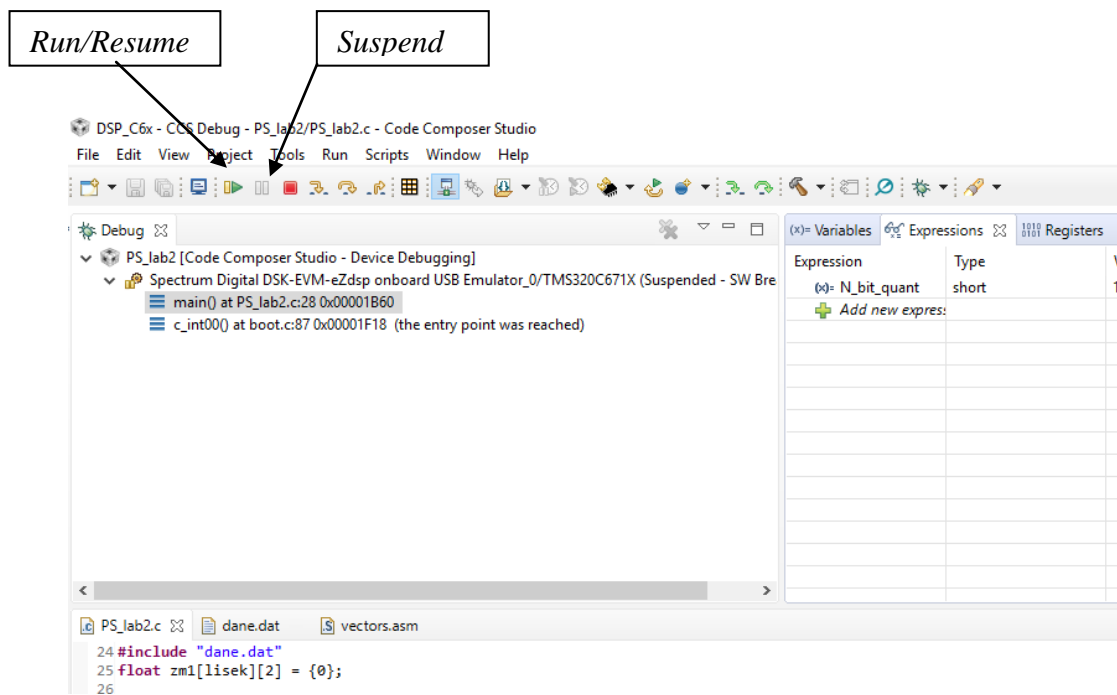 Run/Resume
Suspend
DSP_C6x - CCS Debug - PS_lab2/PS_lab2.c - Code Composer Studio
File Edit View Project Tools Run Scripts Window Help
Debug
PS_lab2 [Code Composer Studio - Device Debugging]
Spectrum Digital DSK-EVM-eZdsp onboard USB Emulator_0/TMS320C671X (Suspended - SW Bre
main() at PS_lab2.c:28 0x00001B60
c_int00() at boot.c:87 0x00001F18 (the entry point was reached)
(x)= Variables Expressions 1010 0101 Registers
Expression Type
(x)= N_bit_quant short 1
Add new expres
PS_lab2.c dane.dat vectors.asm
24 #include "dane.dat"
25 float zm1[lisek][2] = {0};
26